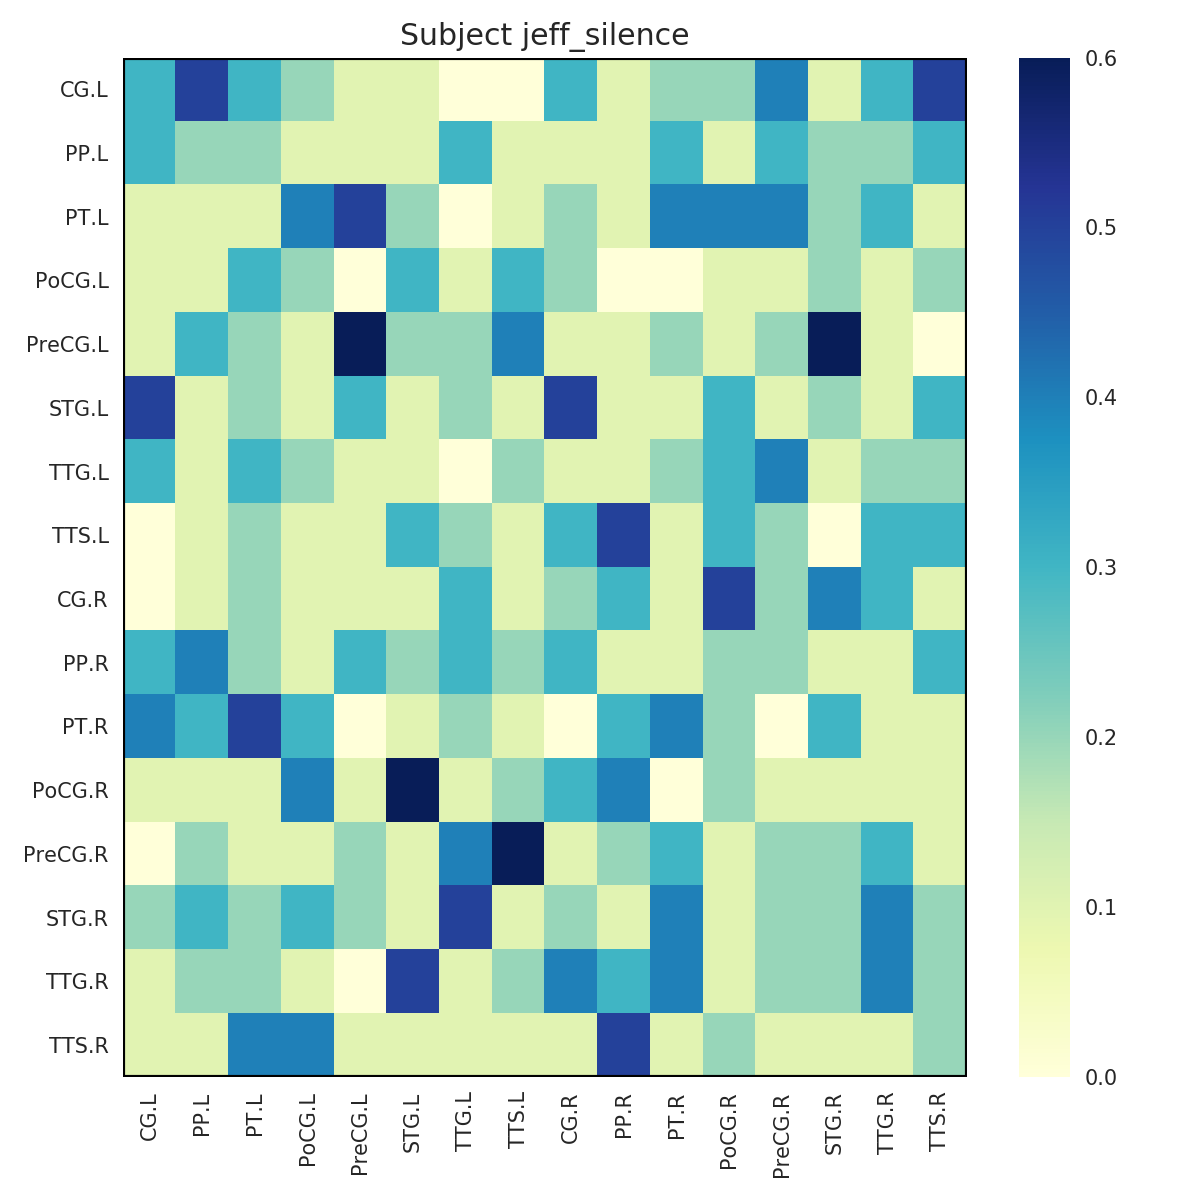 Subject jeff_silence
CG.L
PP.L
PT.L
PoCG.L
PreCG.L
STG.L
TTG.L
TTS.L
CG.R
PP.R
PT.R
PoCG.R
PreCG.R
STG.R
TTG.R
TTS.R
CG.L
PP.L
PT.L
PoCG.L
PreCG.L
STG.L
TTG.L
TTS.L
CG.R
PP.R
PT.R
PoCG.R
PreCG.R
STG.R
TTG.R
TTS.R
0.6
0.5
0.4
0.3
0.2
0.1
0.0